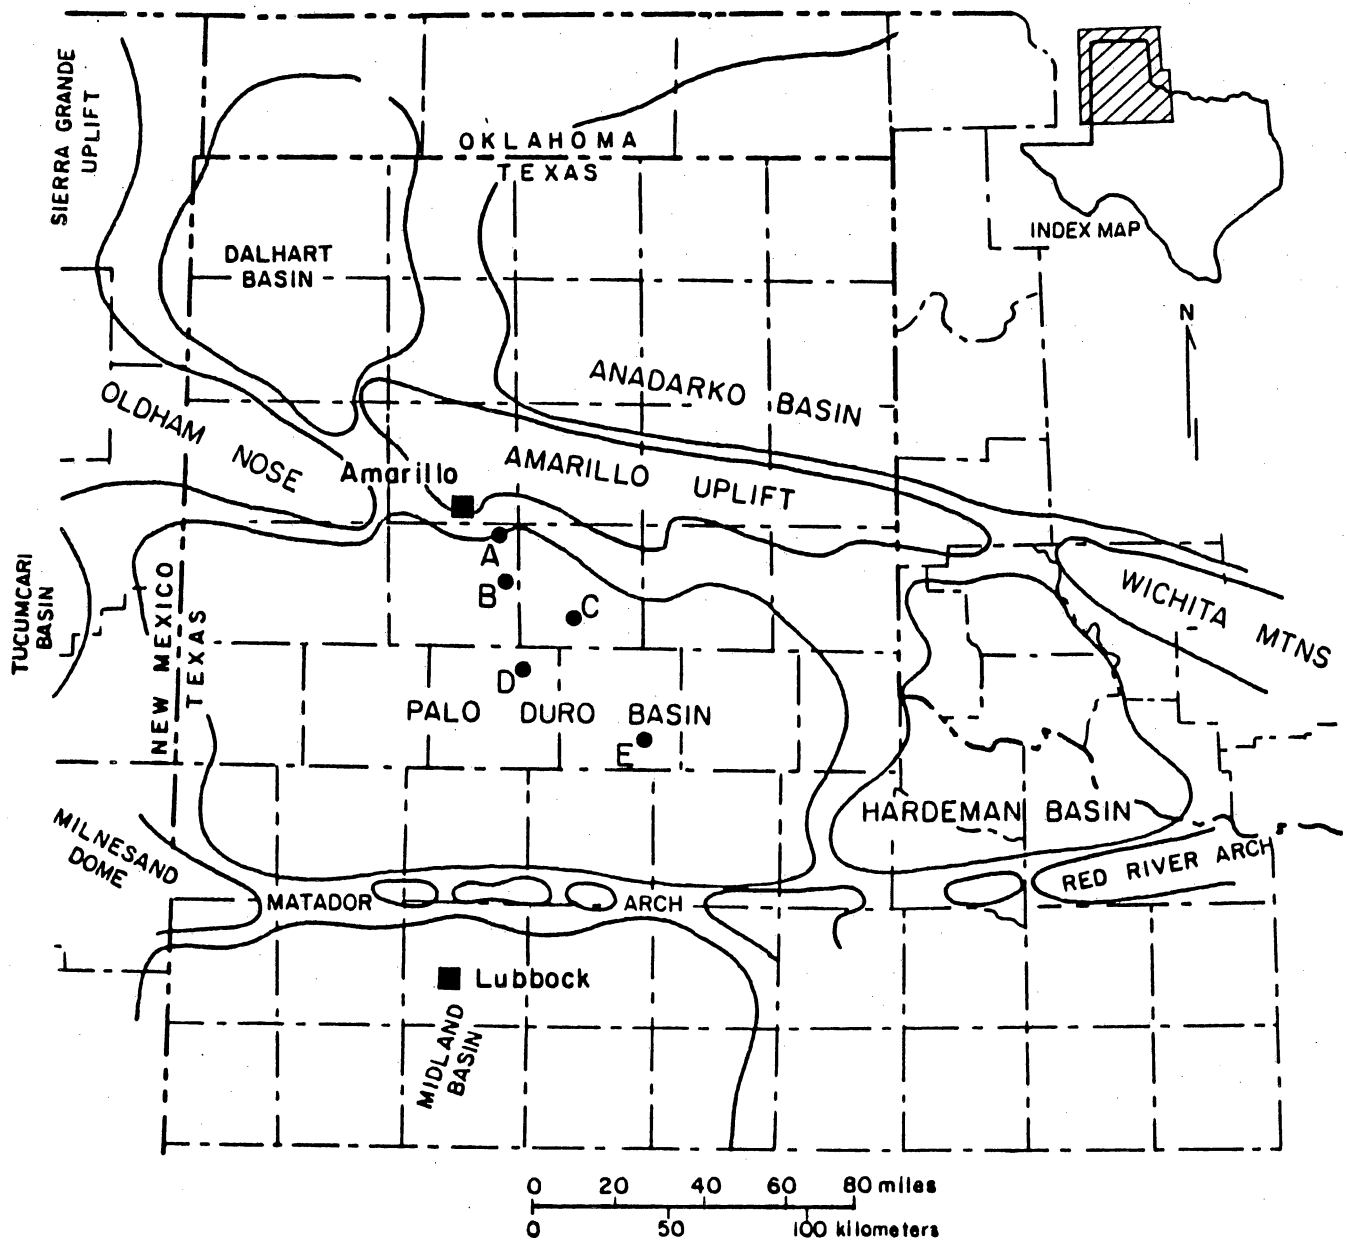 SIERRA GRANDE
UPLIFT
OKLAHOMA
TEXAS
INDEX MAP
DALHART
BASIN
N
ANADARKO BASIN
OLDHAM NOSE
Amarillo
AMARILLO UPLIFT
A
B
C
D
E
TUCUMCARI
BASIN
NEW MEXICO
TEXAS
WICHITA MTNS
PALO DURO BASIN
HARDEMAN BASIN
MILNESAND
DOME
MATADOR ARCH
RED RIVER ARCH
Lubbock
MIDLAND
BASIN
0 20 40 60 80 miles
0 50 100 kilometers